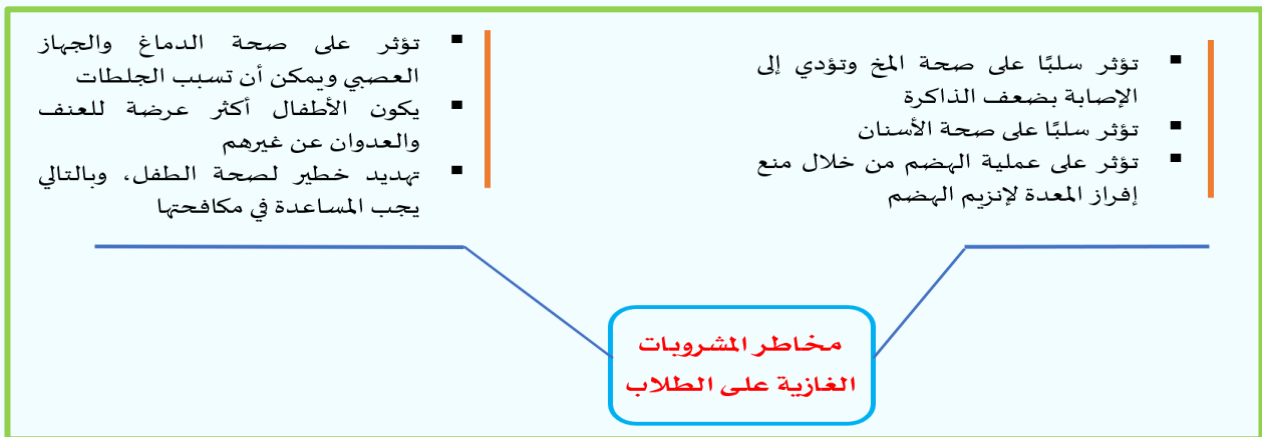 تؤثر سلبًا على صحة المخ وتؤدي إلى
الإصابة بضعف الذاكرة
تؤثر سلبًا على صحة الأسنان
تؤثر على عملية الهضم من خلال منع
إفراز المعدة لإنزيم الهضم
تؤثر على صحة الدماغ والجهاز
العصبي ويمكن أن تسبب الجلطات
يكون الأطفال أكثر عرضة للعنف
والعدوان عن غيرهم
تهديد خطير لصحة الطفل، وبالتالي
يجب المساعدة في مكافحتها
مخاطر المشروبات
الغازية على الطلاب